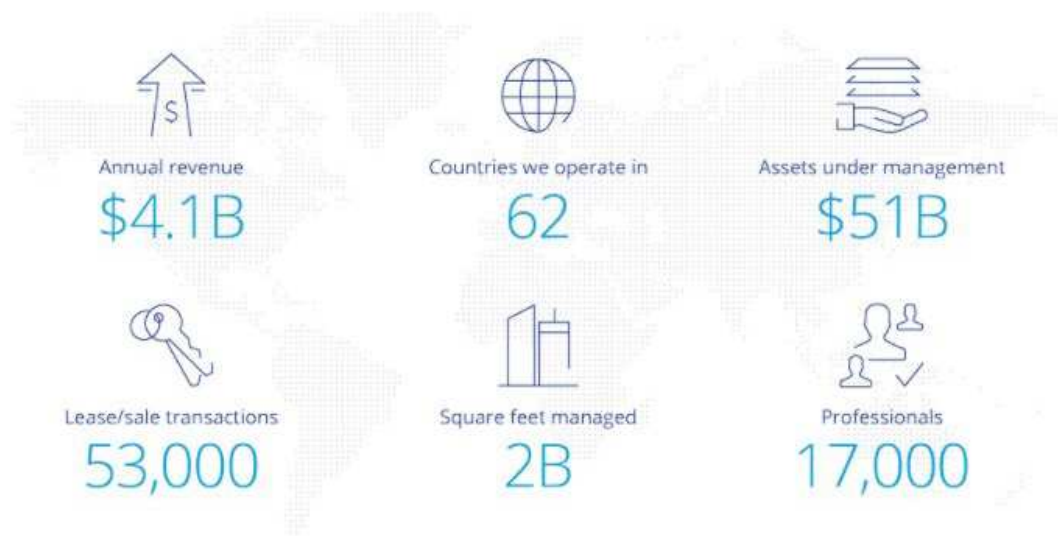 $
Annual revenue
$4.1B
Countries we operate in
62
Assets under management
$51B
Lease/sale transactions
53,000
Square feet managed
2B
Professionals
17,000